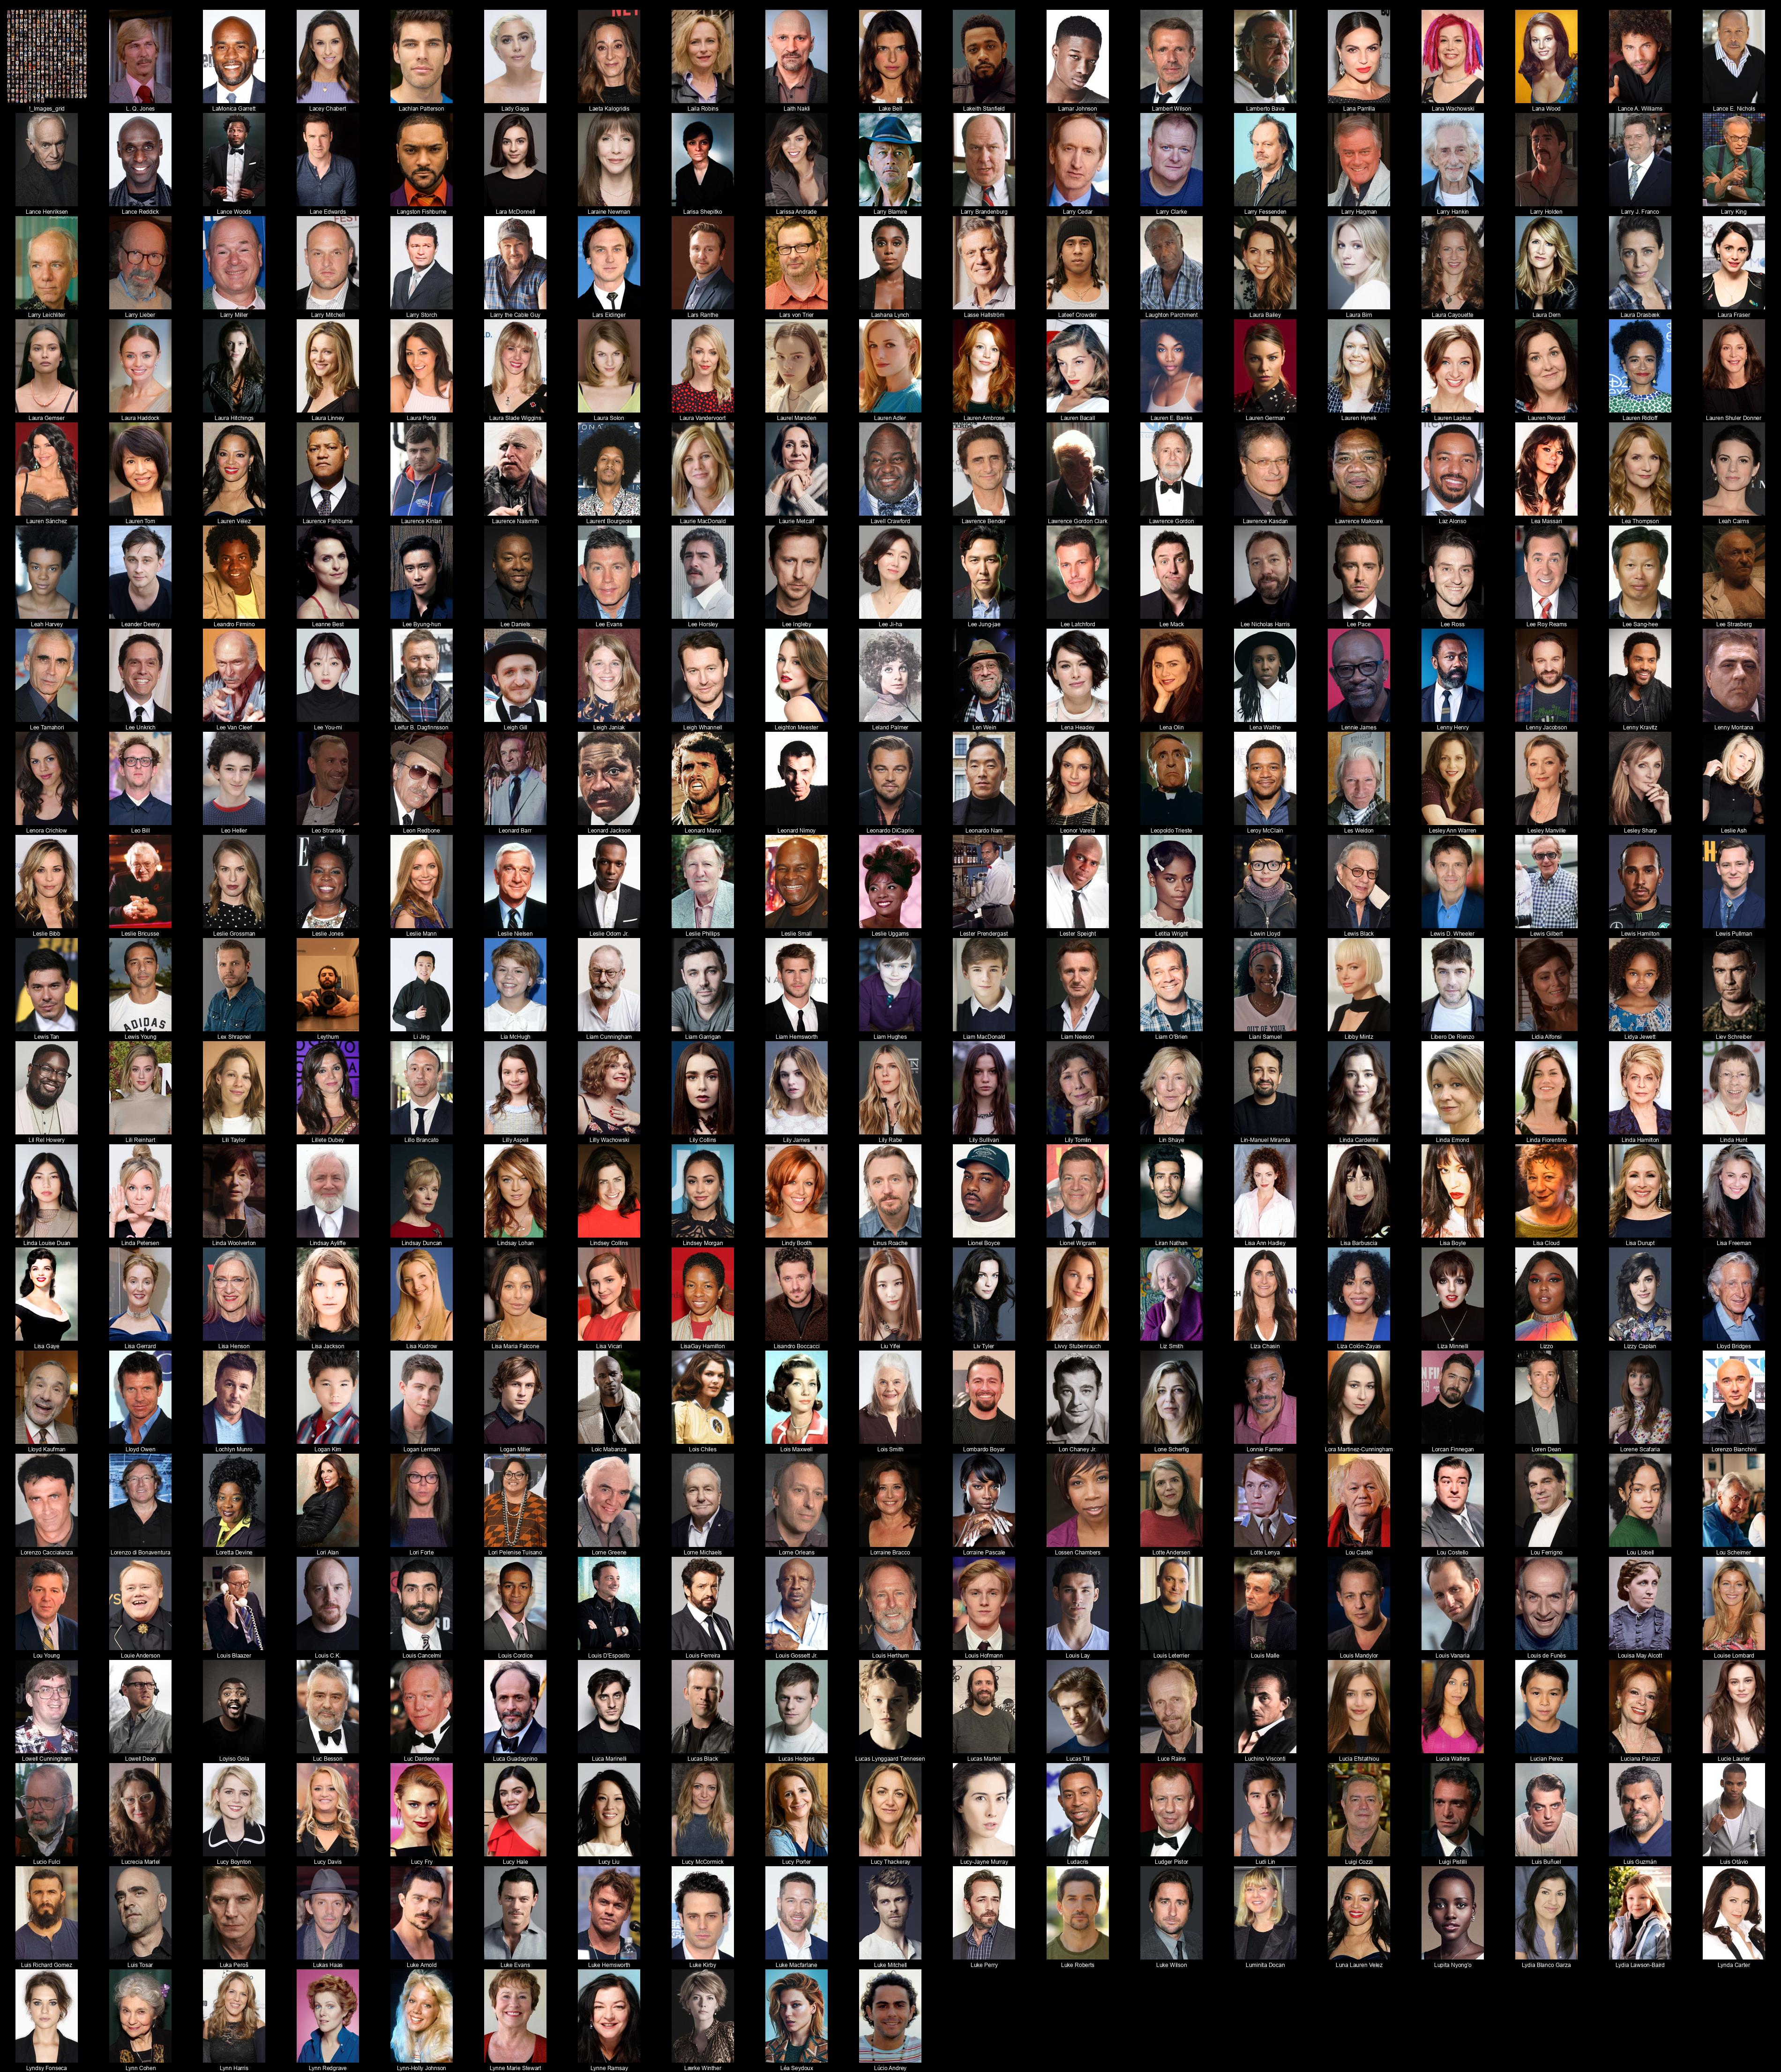 !_Images_grid L. Q. Jones LaMonica Garrett Lacey Chabert Lachlan Patterson Lady Gaga Laeta Kalogridis Laila Robins Laith Nakli Lake Bell Lakeith Stanfield Lamar Johnson Lambert Wilson Lamberto Bava Lana Parrilla Lana Wachowski Lana Wood Lance A. Williams Lance E. Nichols
Lance Henriksen Lance Reddick Lance Woods Lane Edwards Langston Fishburne Lara McDonnell Laraine Newman Larisa Shepitko Larissa Andrade Larry Blamire Larry Brandenburg Larry Cedar Larry Clarke Larry Fessenden Larry Hagman Larry Hankin Larry Holden Larry J. Franco Larry King
Larry Leichliter Larry Lieber Larry Miller Larry Mitchell Larry Storch Larry the Cable Guy Lars Eidinger Lars Ranthe Lars von Trier Lashana Lynch Lasse Hallström Lateef Crowder Laughton Parchment Laura Bailey Laura Birn Laura Cayouette Laura Dern Laura Drasbæk Laura Fraser
Laura Gemser Laura Haddock Laura Hitchings Laura Linney Laura Porta Laura Slade Wiggins Laura Solon Laura Vandervoort Laurel Marsden Lauren Adler Lauren Ambrose Lauren Bacall Lauren E. Banks Lauren German Lauren Hynek Lauren Lapkus Lauren Revard Lauren Ridloff Lauren Shuler Donner
Lauren Sánchez Lauren Tom Lauren Vélez Laurence Fishburne Laurence Kinlan Laurence Naismith Laurent Bourgeois Laurie MacDonald Laurie Metcalf Lavell Crawford Lawrence Bender Lawrence Gordon Clark Lawrence Gordon Lawrence Kasdan Lawrence Makoare Laz Alonso Lea Massari Lea Thompson Leah Cairns
Leah Harvey Leander Deeny Leandro Firmino Leanne Best Lee Byung-hun Lee Daniels Lee Evans Lee Horsley Lee Ingleby Lee Ji-ha Lee Jung-jae Lee Latchford Lee Mack Lee Nicholas Harris Lee Pace Lee Ross Lee Roy Reams Lee Sang-hee Lee Strasberg
Lee Tamahori Lee Unkrich Lee Van Cleef Lee You-mi Leifur B. Dagfinnsson Leigh Gill Leigh Janiak Leigh Whannell Leighton Meester Leland Palmer Len Wein Lena Headey Lena Olin Lena Waithe Lennie James Lenny Henry Lenny Jacobson Lenny Kravitz Lenny Montana
Lenora Crichlow Leo Bill Leo Heller Leo Stransky Leon Redbone Leonard Barr Leonard Jackson Leonard Mann Leonard Nimoy Leonardo DiCaprio Leonardo Nam Leonor Varela Leopoldo Trieste Leroy McClain Les Weldon Lesley Ann Warren Lesley Manville Lesley Sharp Leslie Ash
Leslie Bibb Leslie Bricusse Leslie Grossman Leslie Jones Leslie Mann Leslie Nielsen Leslie Odom Jr. Leslie Phillips Leslie Small Leslie Uggams Lester Prendergast Lester Speight Letitia Wright Lewin Lloyd Lewis Black Lewis D. Wheeler Lewis Gilbert Lewis Hamilton Lewis Pullman
Lewis Tan Lewis Young Lex Shrapnel Leythum Li Jing Lia McHugh Liam Cunningham Liam Garrigan Liam Hemsworth Liam Hughes Liam MacDonald Liam Neeson Liam O'Brien Liani Samuel Libby Mintz Libero De Rienzo Lidia Alfonsi Lidya Jewett Liev Schreiber
Lil Rel Howery Lili Reinhart Lili Taylor Lillete Dubey Lillo Brancato Lilly Aspell Lilly Wachowski Lily Collins Lily James Lily Rabe Lily Sullivan Lily Tomlin Lin Shaye Lin-Manuel Miranda Linda Cardellini Linda Emond Linda Fiorentino Linda Hamilton Linda Hunt
Linda Louise Duan Linda Petersen Linda Woolverton Lindsay Ayliffe Lindsay Duncan Lindsay Lohan Lindsey Collins Lindsey Morgan Lindy Booth Linus Roache Lionel Boyce Lionel Wigram Liran Nathan Lisa Ann Hadley Lisa Barbuscia Lisa Boyle Lisa Cloud Lisa Durupt Lisa Freeman
Lisa Gaye Lisa Gerrard Lisa Henson Lisa Jackson Lisa Kudrow Lisa Maria Falcone Lisa Vicari LisaGay Hamilton Lisandro Boccacci Liu Yifei Liv Tyler Livvy Stubenrauch Liz Smith Liza Chasin Liza Colón-Zayas Liza Minnelli Lizzo Lizzy Caplan Lloyd Bridges
Lloyd Kaufman Lloyd Owen Lochlyn Munro Logan Kim Logan Lerman Logan Miller Loïc Mabanza Lois Chiles Lois Maxwell Lois Smith Lombardo Boyar Lon Chaney Jr. Lone Scherfig Lonnie Farmer Lora Martinez-Cunningham Lorcan Finnegan Loren Dean Lorene Scafaria Lorenzo Bianchini
Lorenzo Caccialanza Lorenzo di Bonaventura Loretta Devine Lori Alan Lori Forte Lori Pelenise Tuisano Lorne Greene Lorne Michaels Lorne Orleans Lorraine Bracco Lorraine Pascale Lossen Chambers Lotte Andersen Lotte Lenya Lou Castel Lou Costello Lou Ferrigno Lou Llobell Lou Scheimer
Lou Young Louie Anderson Louis Blaazer Louis C.K. Louis Cancelmi Louis Cordice Louis D'Esposito Louis Ferreira Louis Gossett Jr. Louis Herthum Louis Hofmann Louis Lay Louis Leterrier Louis Malle Louis Mandylor Louis Vanaria Louis de Funès Louisa May Alcott Louise Lombard
Lowell Cunningham Lowell Dean Loyiso Gola Luc Besson Luc Dardenne Luca Guadagnino Luca Marinelli Lucas Black Lucas Hedges Lucas Lynggaard Tønnesen Lucas Martell Lucas Till Luce Rains Luchino Visconti Lucia Efstathiou Lucia Walters Lucian Perez Luciana Paluzzi Lucie Laurier
Lucio Fulci Lucrecia Martel Lucy Boynton Lucy Davis Lucy Fry Lucy Hale Lucy Liu Lucy McCormick Lucy Porter Lucy Thackeray Lucy-Jayne Murray Ludacris Ludger Pistor Ludi Lin Luigi Cozzi Luigi Pistilli Luis Buñuel Luis Guzmán Luis Otávio
Luis Richard Gomez Luis Tosar Luka Peroš Lukas Haas Luke Arnold Luke Evans Luke Hemsworth Luke Kirby Luke Macfarlane Luke Mitchell Luke Perry Luke Roberts Luke Wilson Luminita Docan Luna Lauren Velez Lupita Nyong'o Lydia Blanco Garza Lydia Lawson-Baird Lynda Carter
Lyndsy Fonseca Lynn Cohen Lynn Harris Lynn Redgrave Lynn-Holly Johnson Lynne Marie Stewart Lynne Ramsay Lærke Winther Léa Seydoux Lúcio Andrey